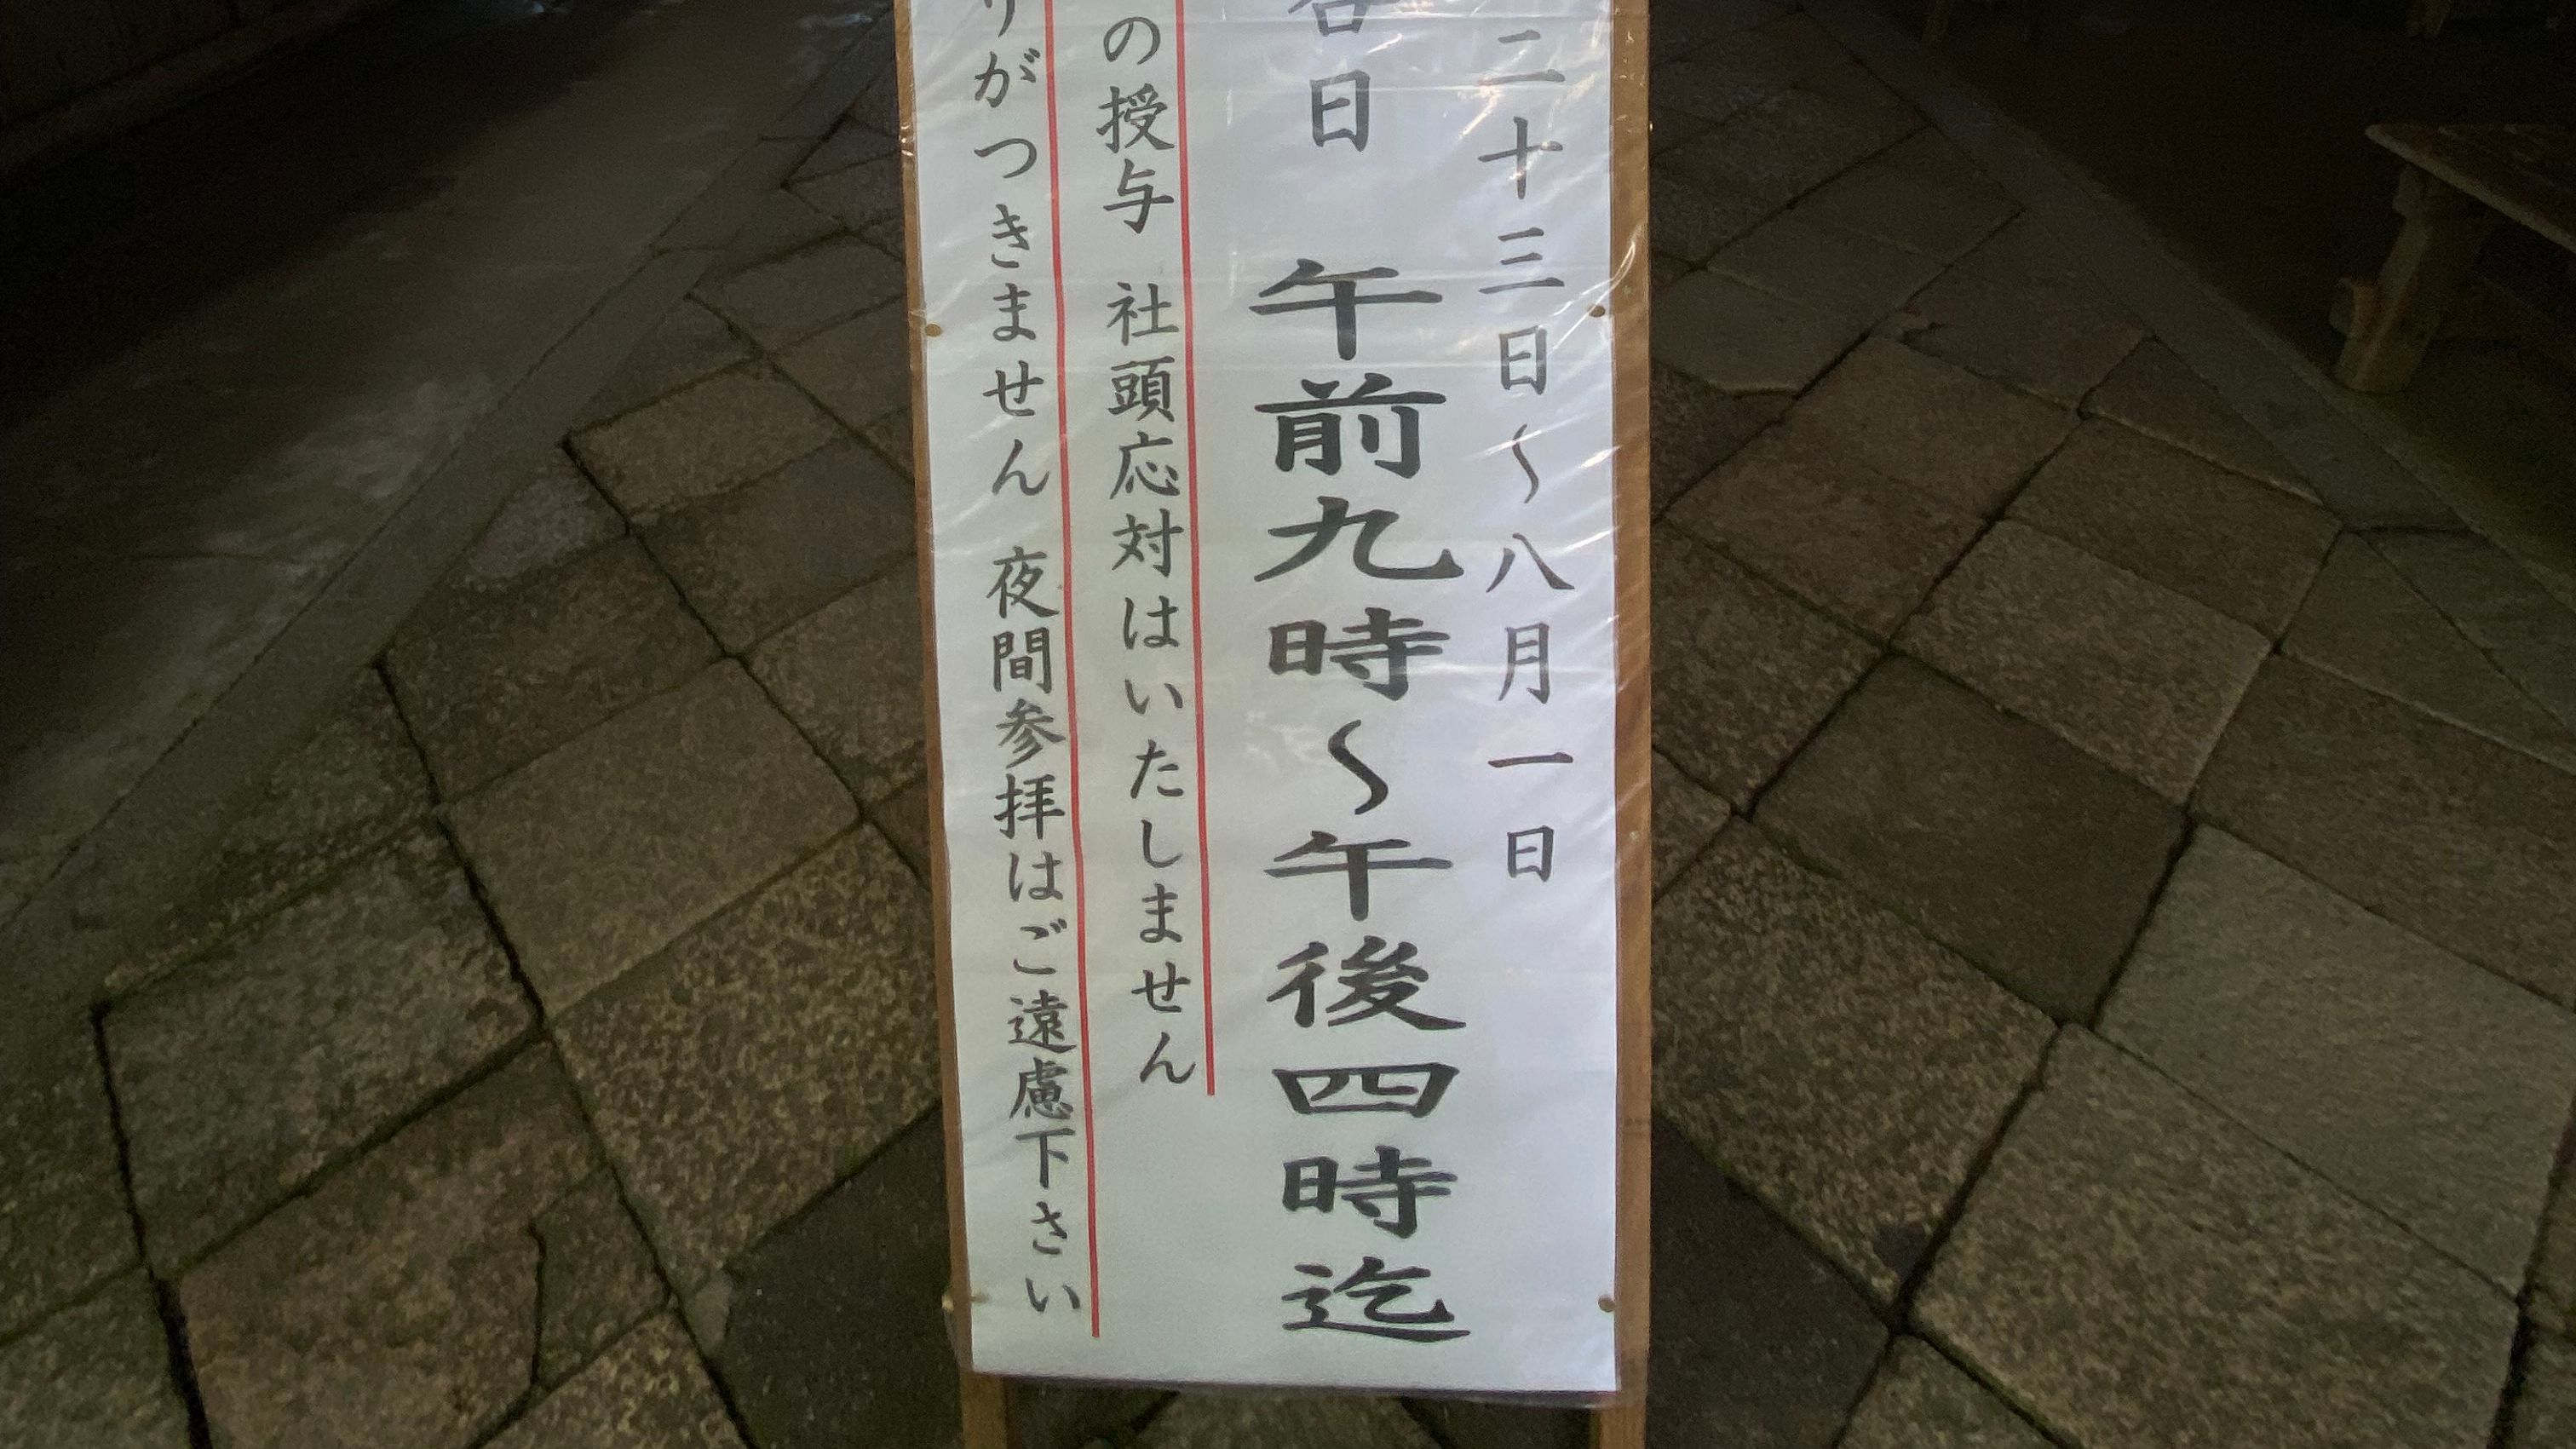 二十三日〜八月一日
各日 午前九時〜午後四時迄
の授与 社頭応対はいたしません
りがつきません 夜間参拝はご遠慮下さい